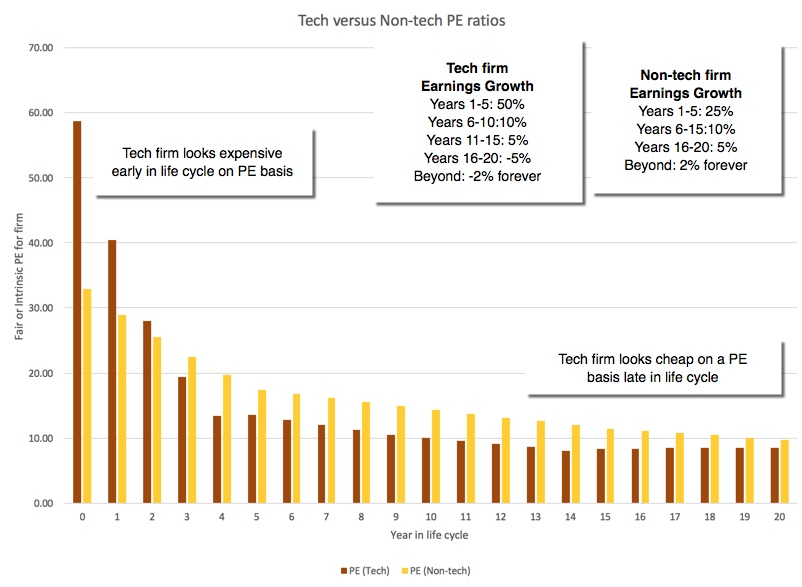 Tech versus Non-tech PE ratios
70.00
60.00
50.00
40.00
30.00
20.00
10.00
0.00
Fair or Intrinsic PE for firm
Tech firm looks expensive
early in life cycle on PE basis
Tech firm
Earnings Growth
Years 1-5: 50%
Years 6-10:10%
Years 11-15: 5%
Years 16-20: -5%
Beyond: -2% forever
Non-tech firm
Earnings Growth
Years 1-5: 25%
Years 6-15:10%
Years 16-20: 5%
Beyond: 2% forever
Tech firm looks cheap on a PE
basis late in life cycle
0 1 2 3 4 5 6 7 8 9 10 11 12 13 14 15 16 17 18 19 20
Year in life cycle
PE (Tech) PE (Non-tech)